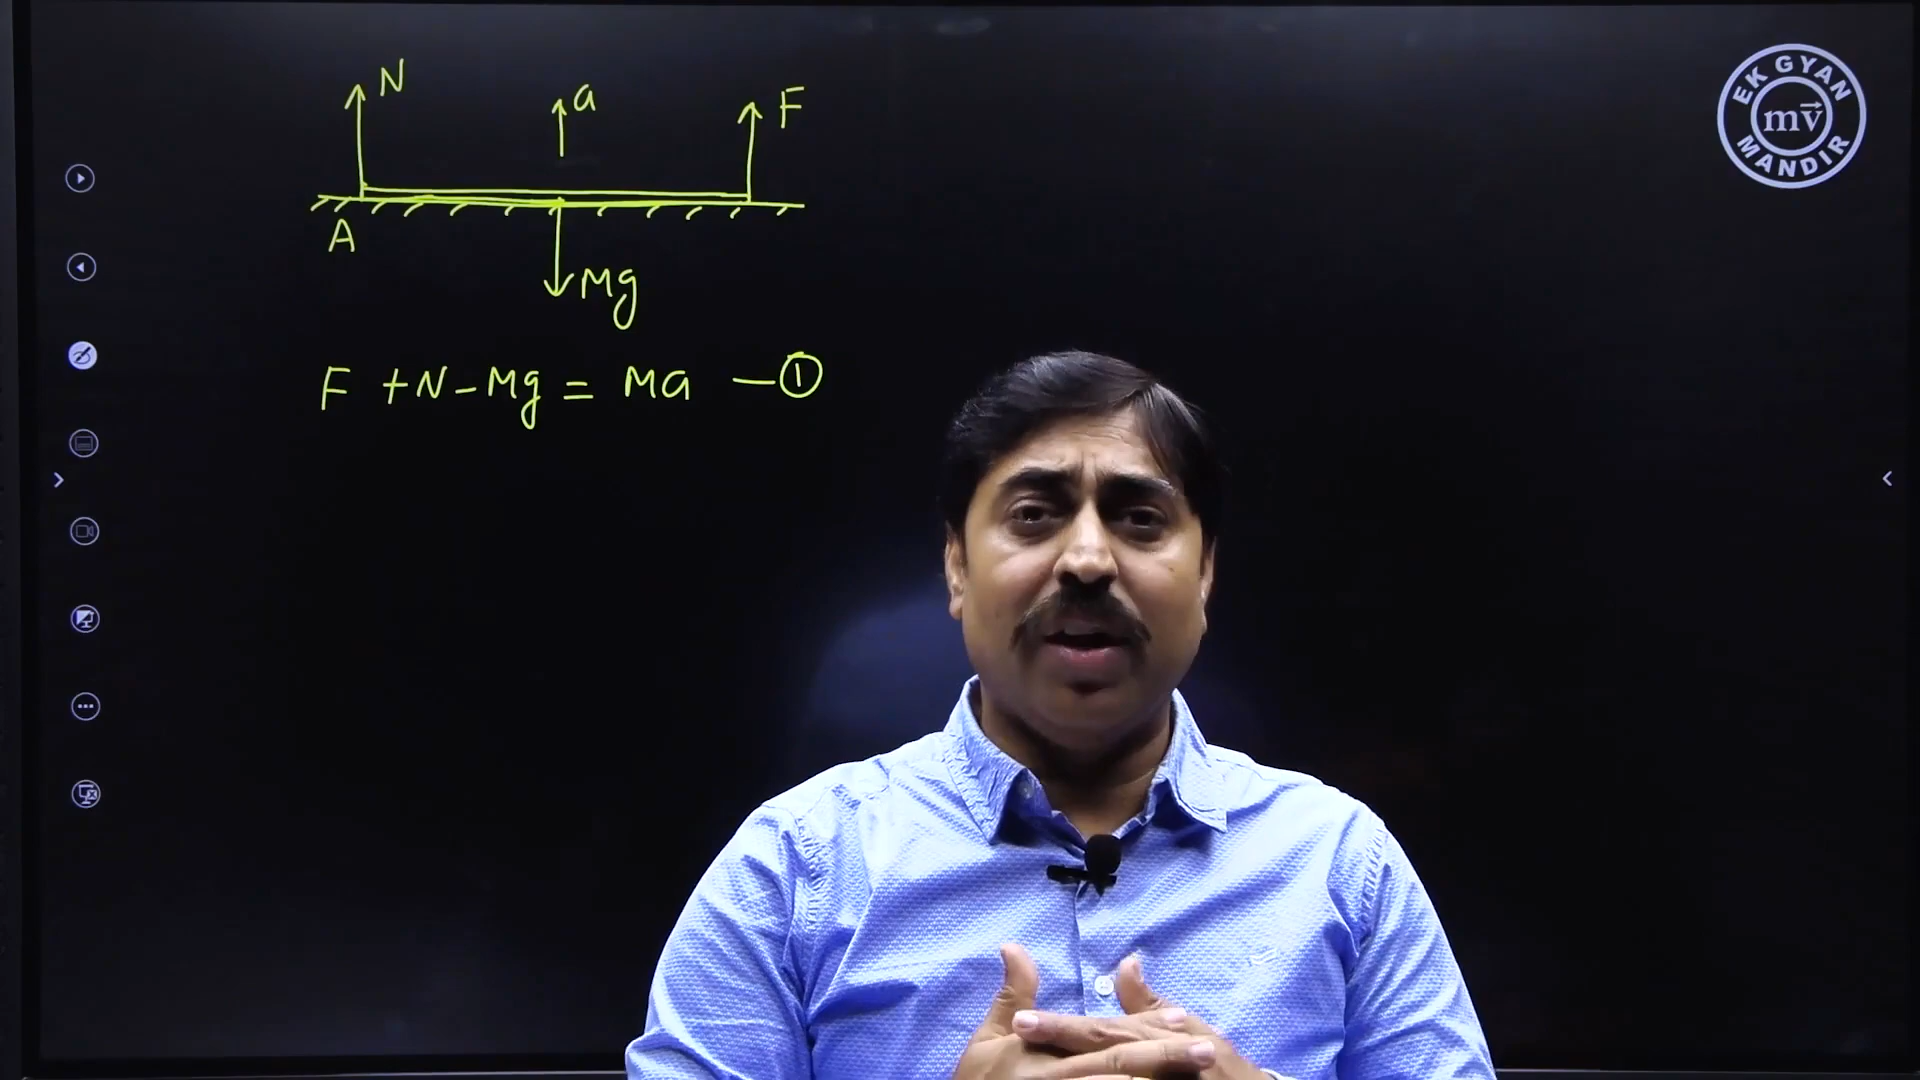 N
a
F
A
Mg
F + N - Mg = Ma — ①
EK GYAN
mv⃗
MANDIR